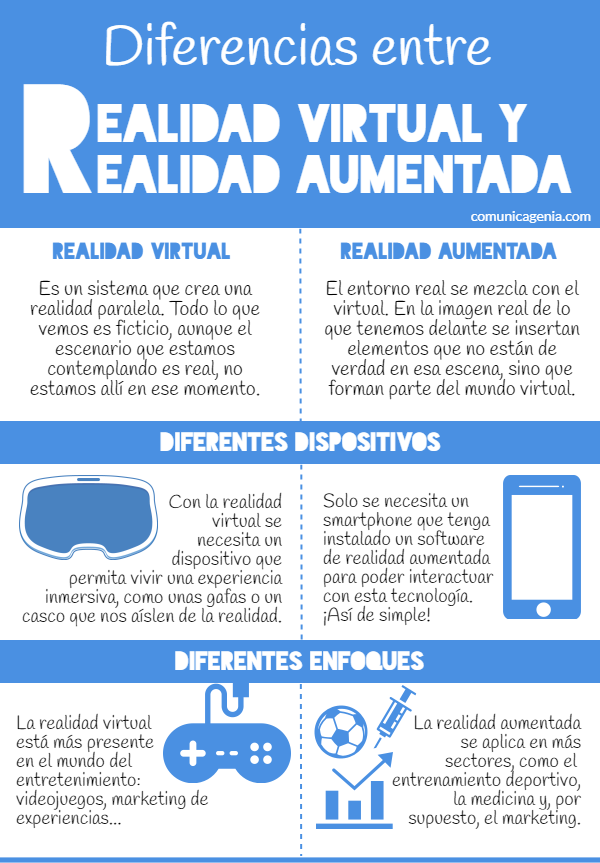 Diferencias entre
REALIDAD VIRTUAL Y
REALIDAD AUMENTADA
comunicagenia.com
REALIDAD VIRTUAL
Es un sistema que crea una
realidad paralela. Todo lo que
vemos es ficticio, aunque el
escenario que estamos
contemplando es real, no
estamos allí en ese momento.
REALIDAD AUMENTADA
El entorno real se mezcla con el
virtual. En la imagen real de lo
que tenemos delante se insertan
elementos que no están de
verdad en esa escena, sino que
forman parte del mundo virtual.
DIFERENTES DISPOSITIVOS
Con la realidad
virtual se
necesita un
dispositivo que
permita vivir una experiencia
inmersiva, como unas gafas o un
casco que nos aíslen de la realidad.
Solo se necesita un
smartphone que tenga
instalado un software
de realidad aumentada
para poder interactuar
con esta tecnología.
¡Así de simple!
DIFERENTES ENFOQUES
La realidad virtual
está más presente
en el mundo del
entretenimiento:
videojuegos, marketing de
experiencias...
La realidad aumentada
se aplica en más
sectores, como el
entrenamiento deportivo,
la medicina y, por
supuesto, el marketing.